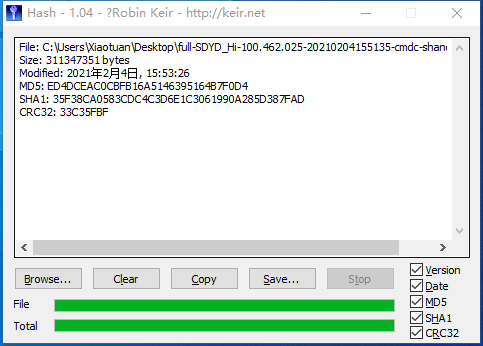 Hash - 1.04 - ?Robin Keir - http://keir.net
File: C:\Users\Xiaotuan\Desktop\full-SDYD_Hi-100.462.025-20210204155135-cmdc-shand
Size: 311347351 bytes
Modified: 2021年2月4日, 15:53:26
MD5: ED4DCEAC0CBFB16A5146395164B7F0D4
SHA1: 35F38CA0583CDC4C3D6E1C3061990A285D387FAD
CRC32: 33C35FBF
Browse...
Clear
Copy
Save...
Stop
File
Total
Version
Date
MD5
SHA1
CRC32